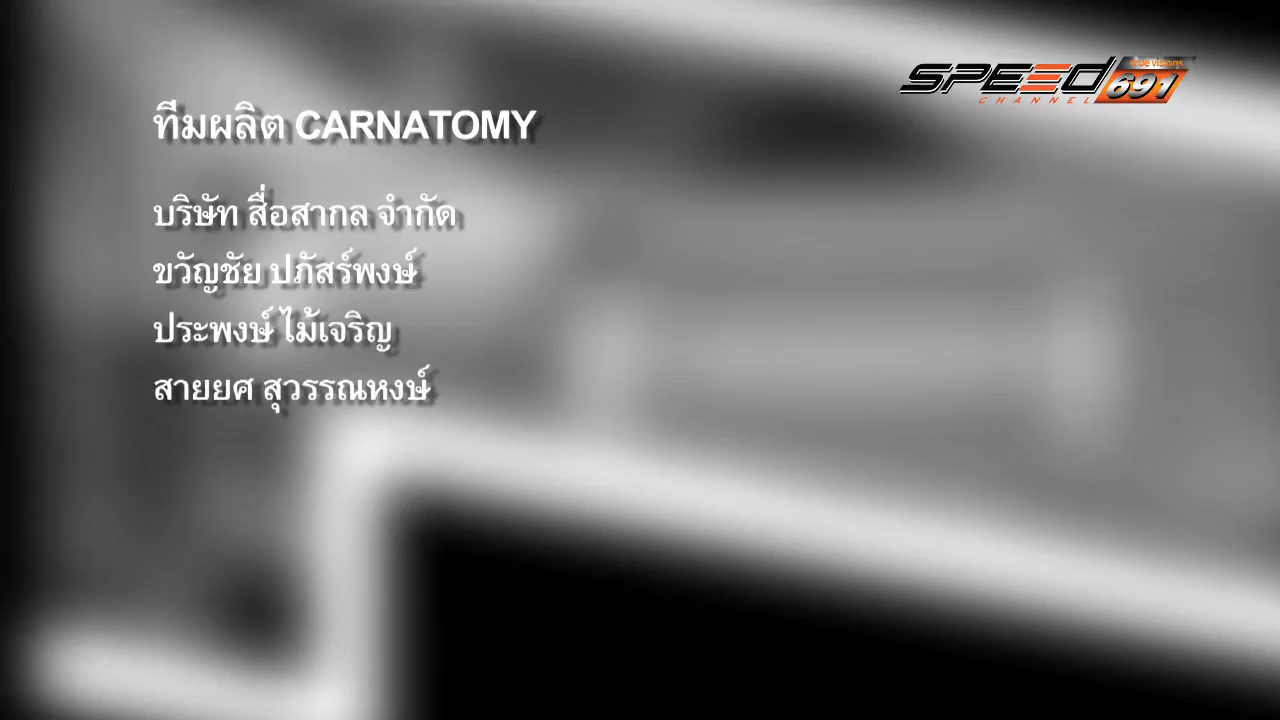 SPEED
true visions
CHANNEL 691
ทีมผลิต CARNATOMY
บริษัท สื่อสากล จำกัด
ขวัญชัย ปภัสร์พงษ์
ประพงษ์ ไม้เจริญ
สายยศ สุวรรณหงษ์